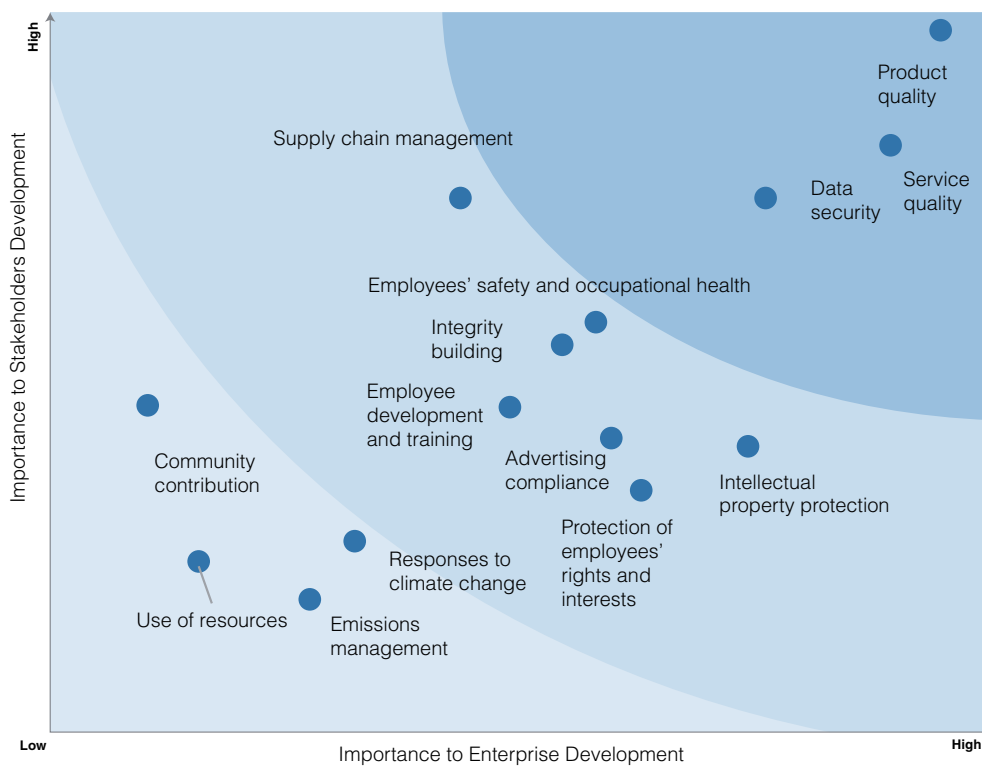 High
Importance to Stakeholders Development
Product
quality
Supply chain management
Data
security
Service
quality
Employees’ safety and occupational health
Integrity
building
Employee
development
and training
Advertising
compliance
Community
contribution
Intellectual
property protection
Protection of
employees’
rights and
interests
Responses to
climate change
Use of resources
Emissions
management
Low
Importance to Enterprise Development
High